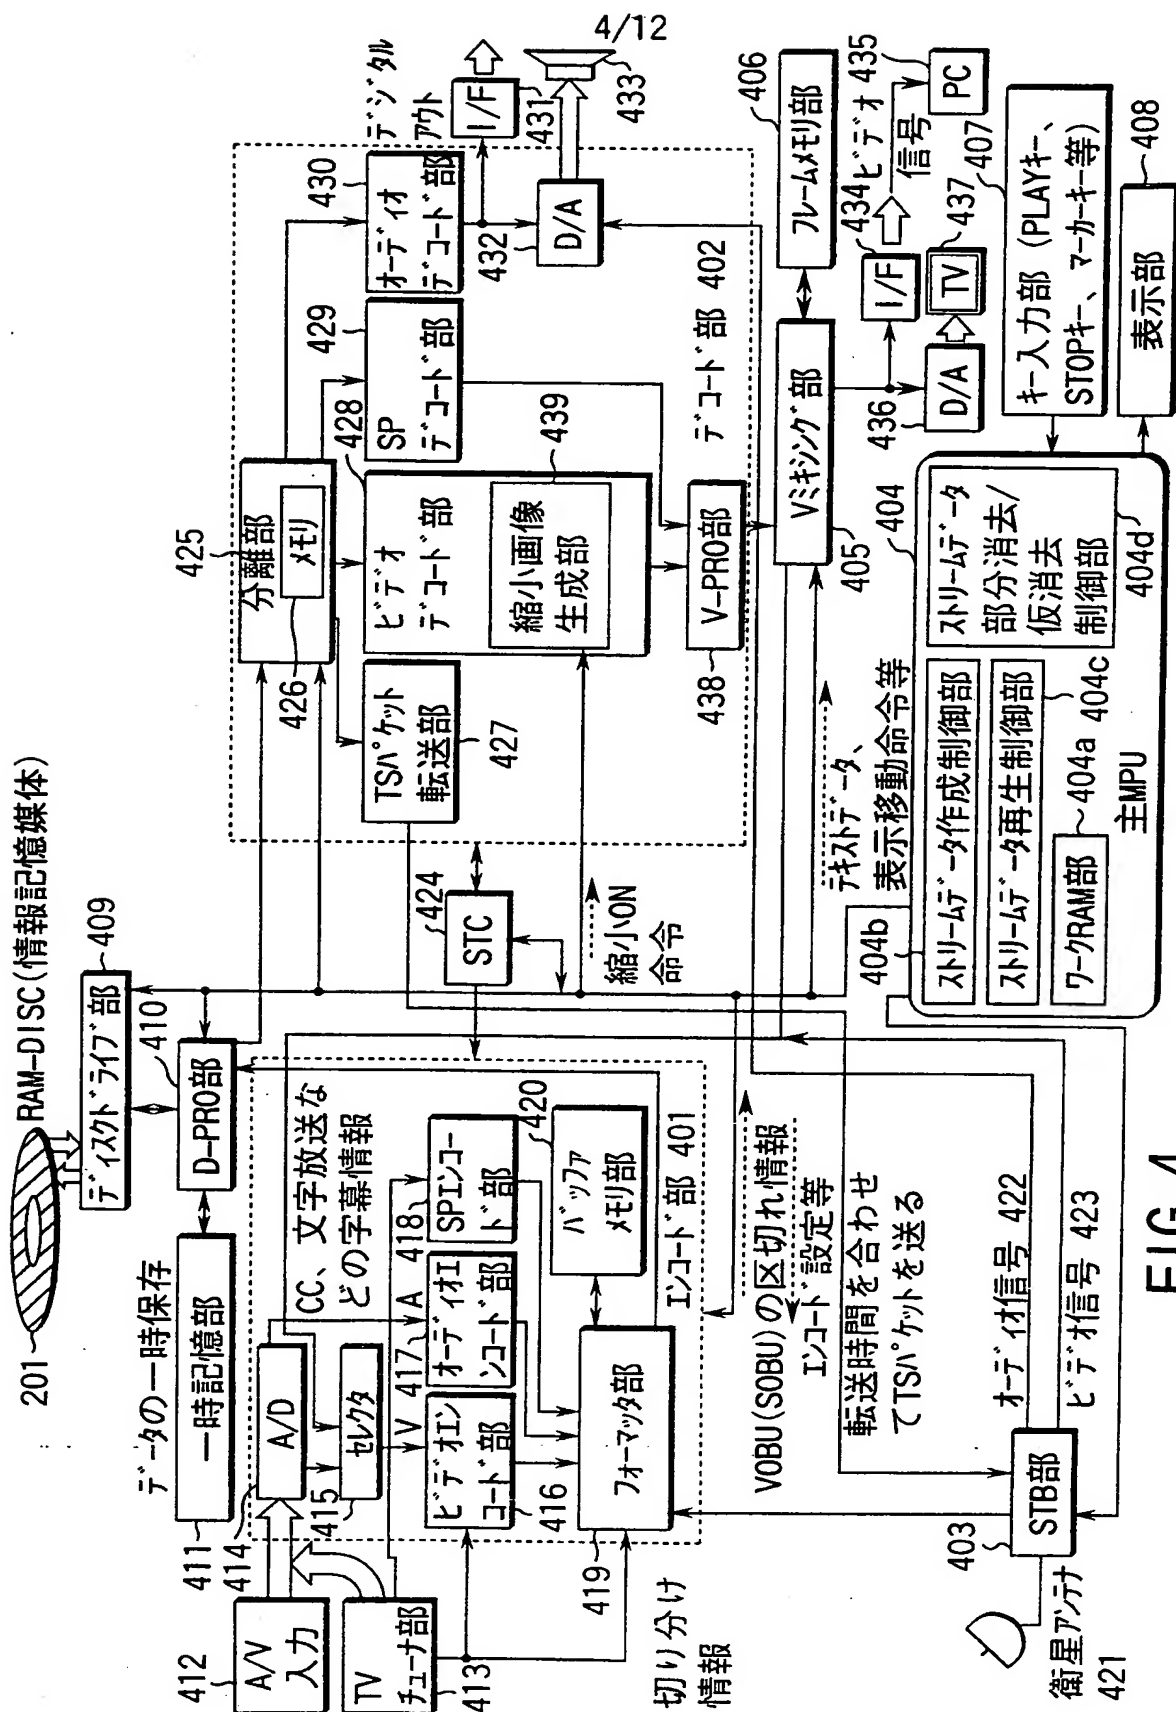 4/12
RAM-DISC(情報記憶媒体)
201
データの一時保存
一時記憶部
411
ディスクドライブ部
409
410
D-PRO部
412
A/V
入力
TV
チューナ部
413
414
A/D
セレクタ
415
CC、文字放送な
どの字幕情報
V
A
417
418
ビデオエン
コード部
416
オーディオエ
ンコード部
SPエンコー
ド部
420
バッファ
メモリ部
フォーマッタ部
419
エンコード部 401
切り分け
情報
424
STC
縮小ON
命令
425
分離部
メモリ
426
TSパケット
転送部
427
428
ビデオ
デコード部
縮小画像
生成部
439
429
SP
デコード部
430
オーディオ
デコード部
デジタル
アウト
I/F
431
432
D/A
433
デコード部 402
V-PRO部
438
Vミキシング部
405
フレームメモリ部
406
434
I/F
ビデオ
信号
435
PC
436
D/A
TV
437
VOBU(SOBU)の区切れ情報
エンコード設定等
転送時間を合わせ
てTSパケットを送る
テキストデータ、
表示移動命令等
オーディオ信号 422
ビデオ信号 423
衛星アンテナ
421
403
STB部
404
404b
ストリームデータ作成制御部
ストリームデータ再生制御部
404c
ワークRAM部
404a
ストリームデータ
部分消去/
仮消去
制御部
404d
主MPU
キー入力部 (PLAYキー、
STOPキー、マーカーキー等)
407
表示部
408
FIG.4